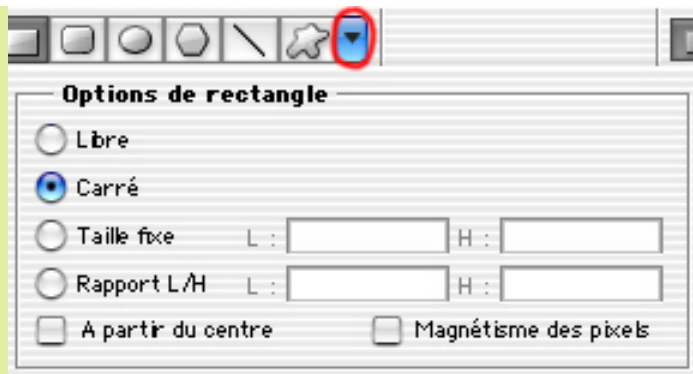 Options de rectangle
Libre
Carré
Taille fixe L : H :
Rapport L/H L : H :
A partir du centre Magnétisme des pixels